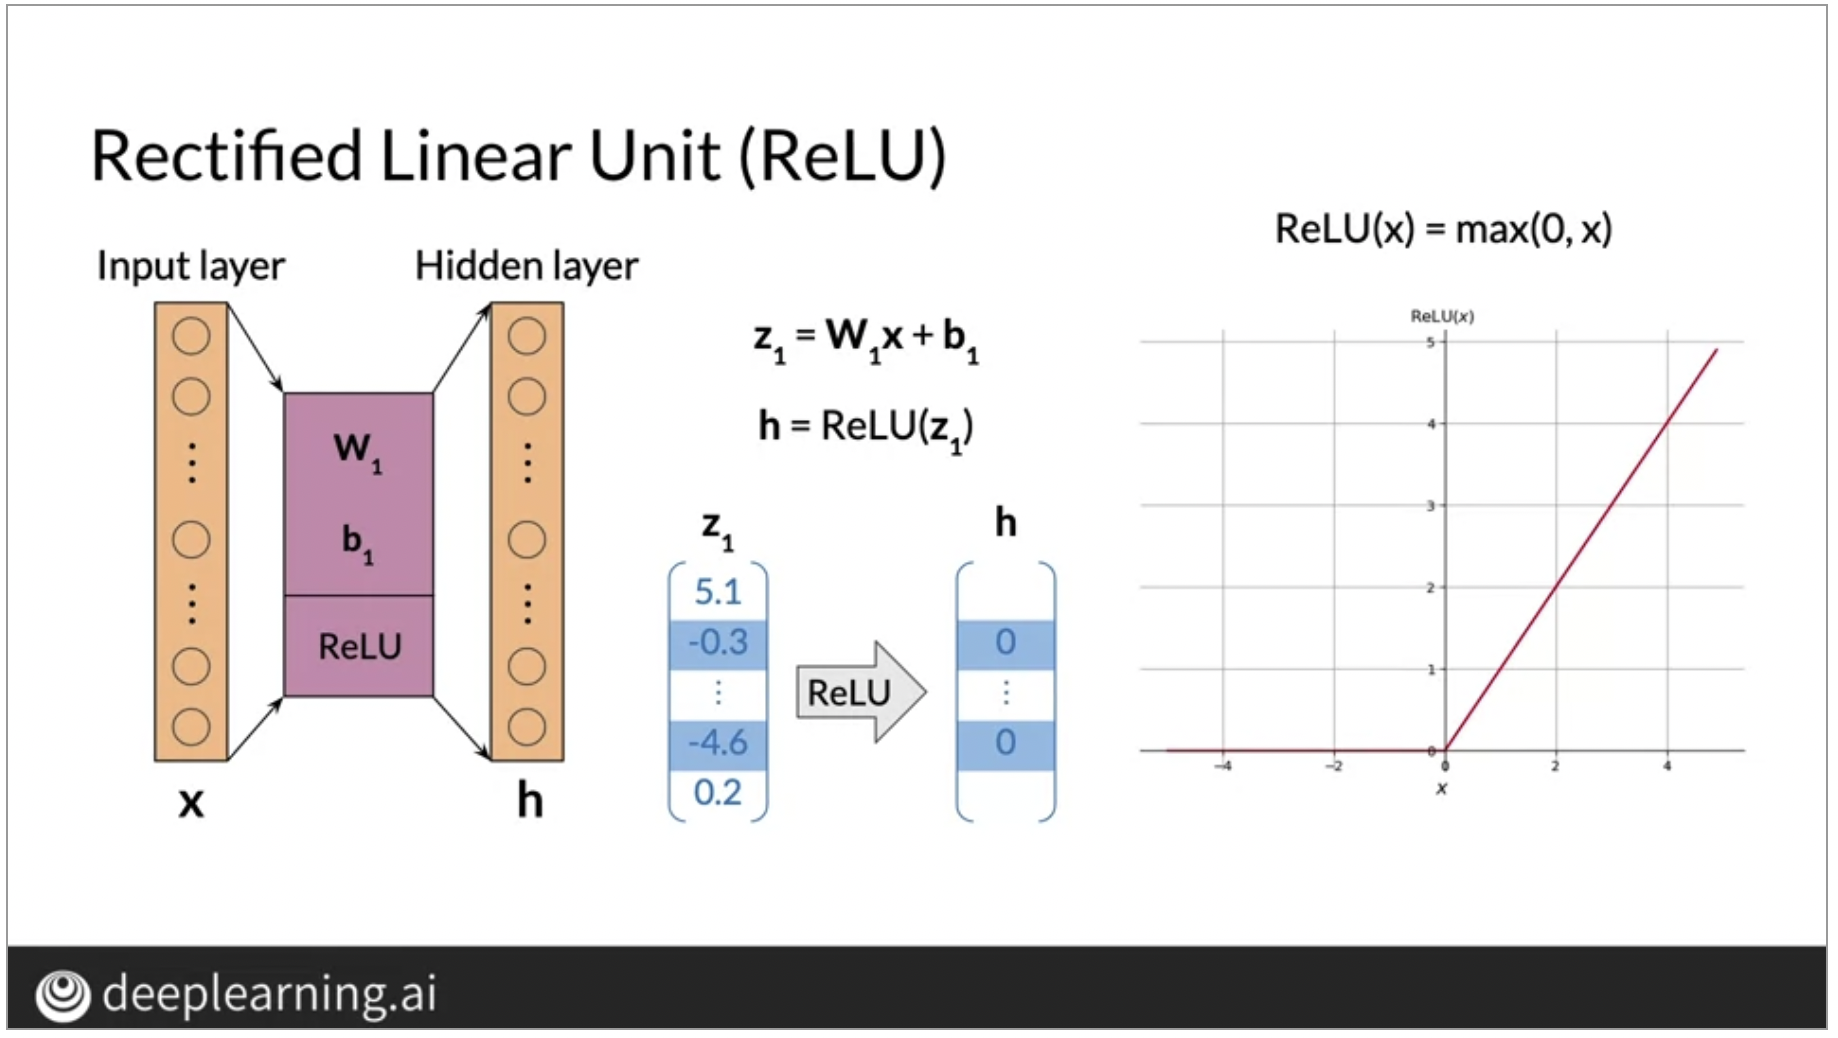 Rectified Linear Unit (ReLU)
Input layer
Hidden layer
W1
b1
ReLU
x
h
z1 = W1x + b1
h = ReLU(z1)
z1
5.1
-0.3
⋮
-4.6
0.2
ReLU
h
0
⋮
0
ReLU(x) = max(0, x)
ReLU(x)
5
4
3
2
1
0
−4 −2 0 2 4
x
deeplearning.ai